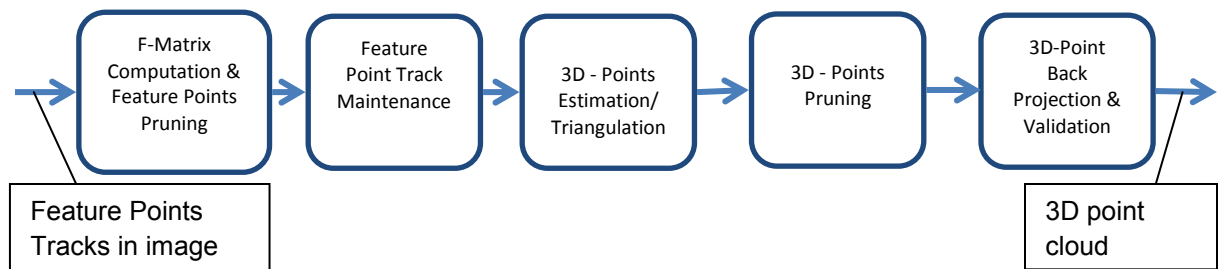 F-Matrix
Computation &
Feature Points
Pruning
Feature
Point Track
Maintenance
3D - Points
Estimation/
Triangulation
3D - Points
Pruning
3D-Point
Back
Projection &
Validation
Feature Points
Tracks in image
3D point
cloud